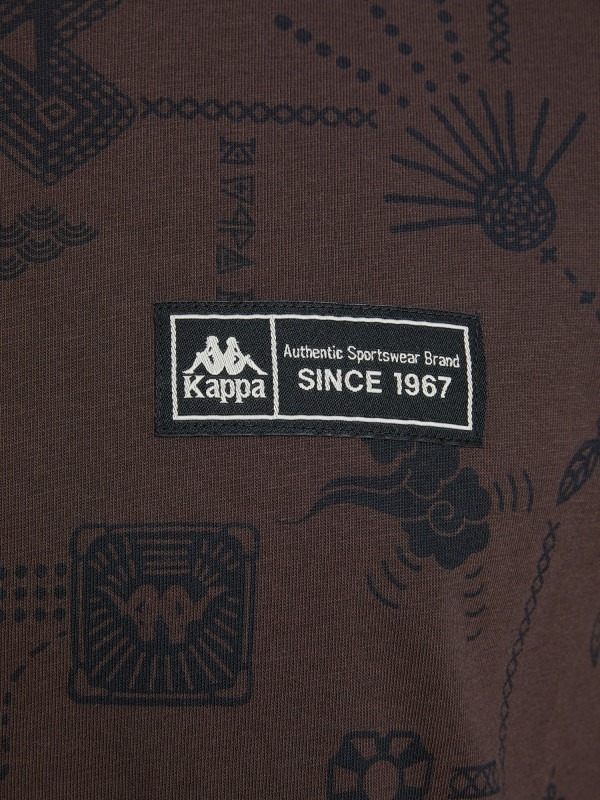 Kappa
Authentic Sportswear Brand
SINCE 1967